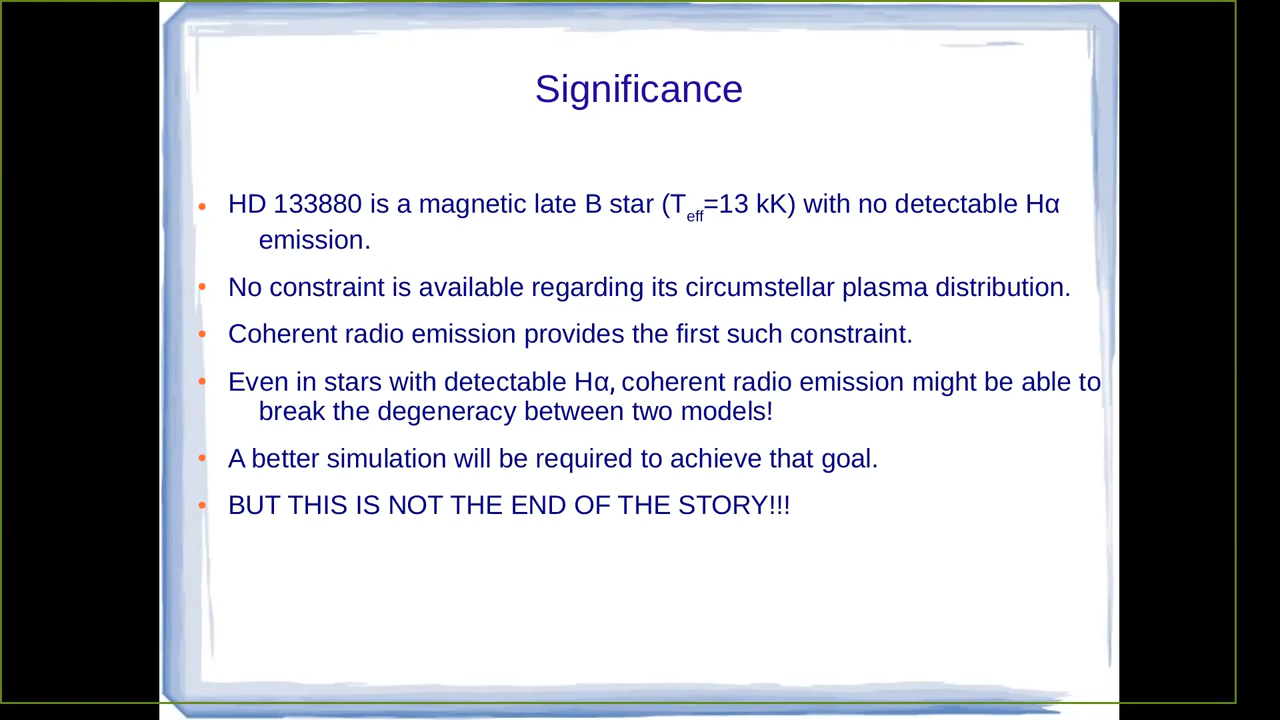 Significance
HD 133880 is a magnetic late B star (Teff=13 kK) with no detectable Hα
emission.
No constraint is available regarding its circumstellar plasma distribution.
Coherent radio emission provides the first such constraint.
Even in stars with detectable Hα, coherent radio emission might be able to
break the degeneracy between two models!
A better simulation will be required to achieve that goal.
BUT THIS IS NOT THE END OF THE STORY!!!